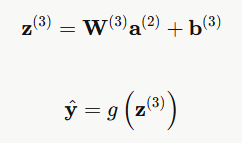 𝐳⁽³⁾ = 𝐖⁽³⁾𝐚⁽²⁾ + 𝐛⁽³⁾
𝐲̂ = g(𝐳⁽³⁾)